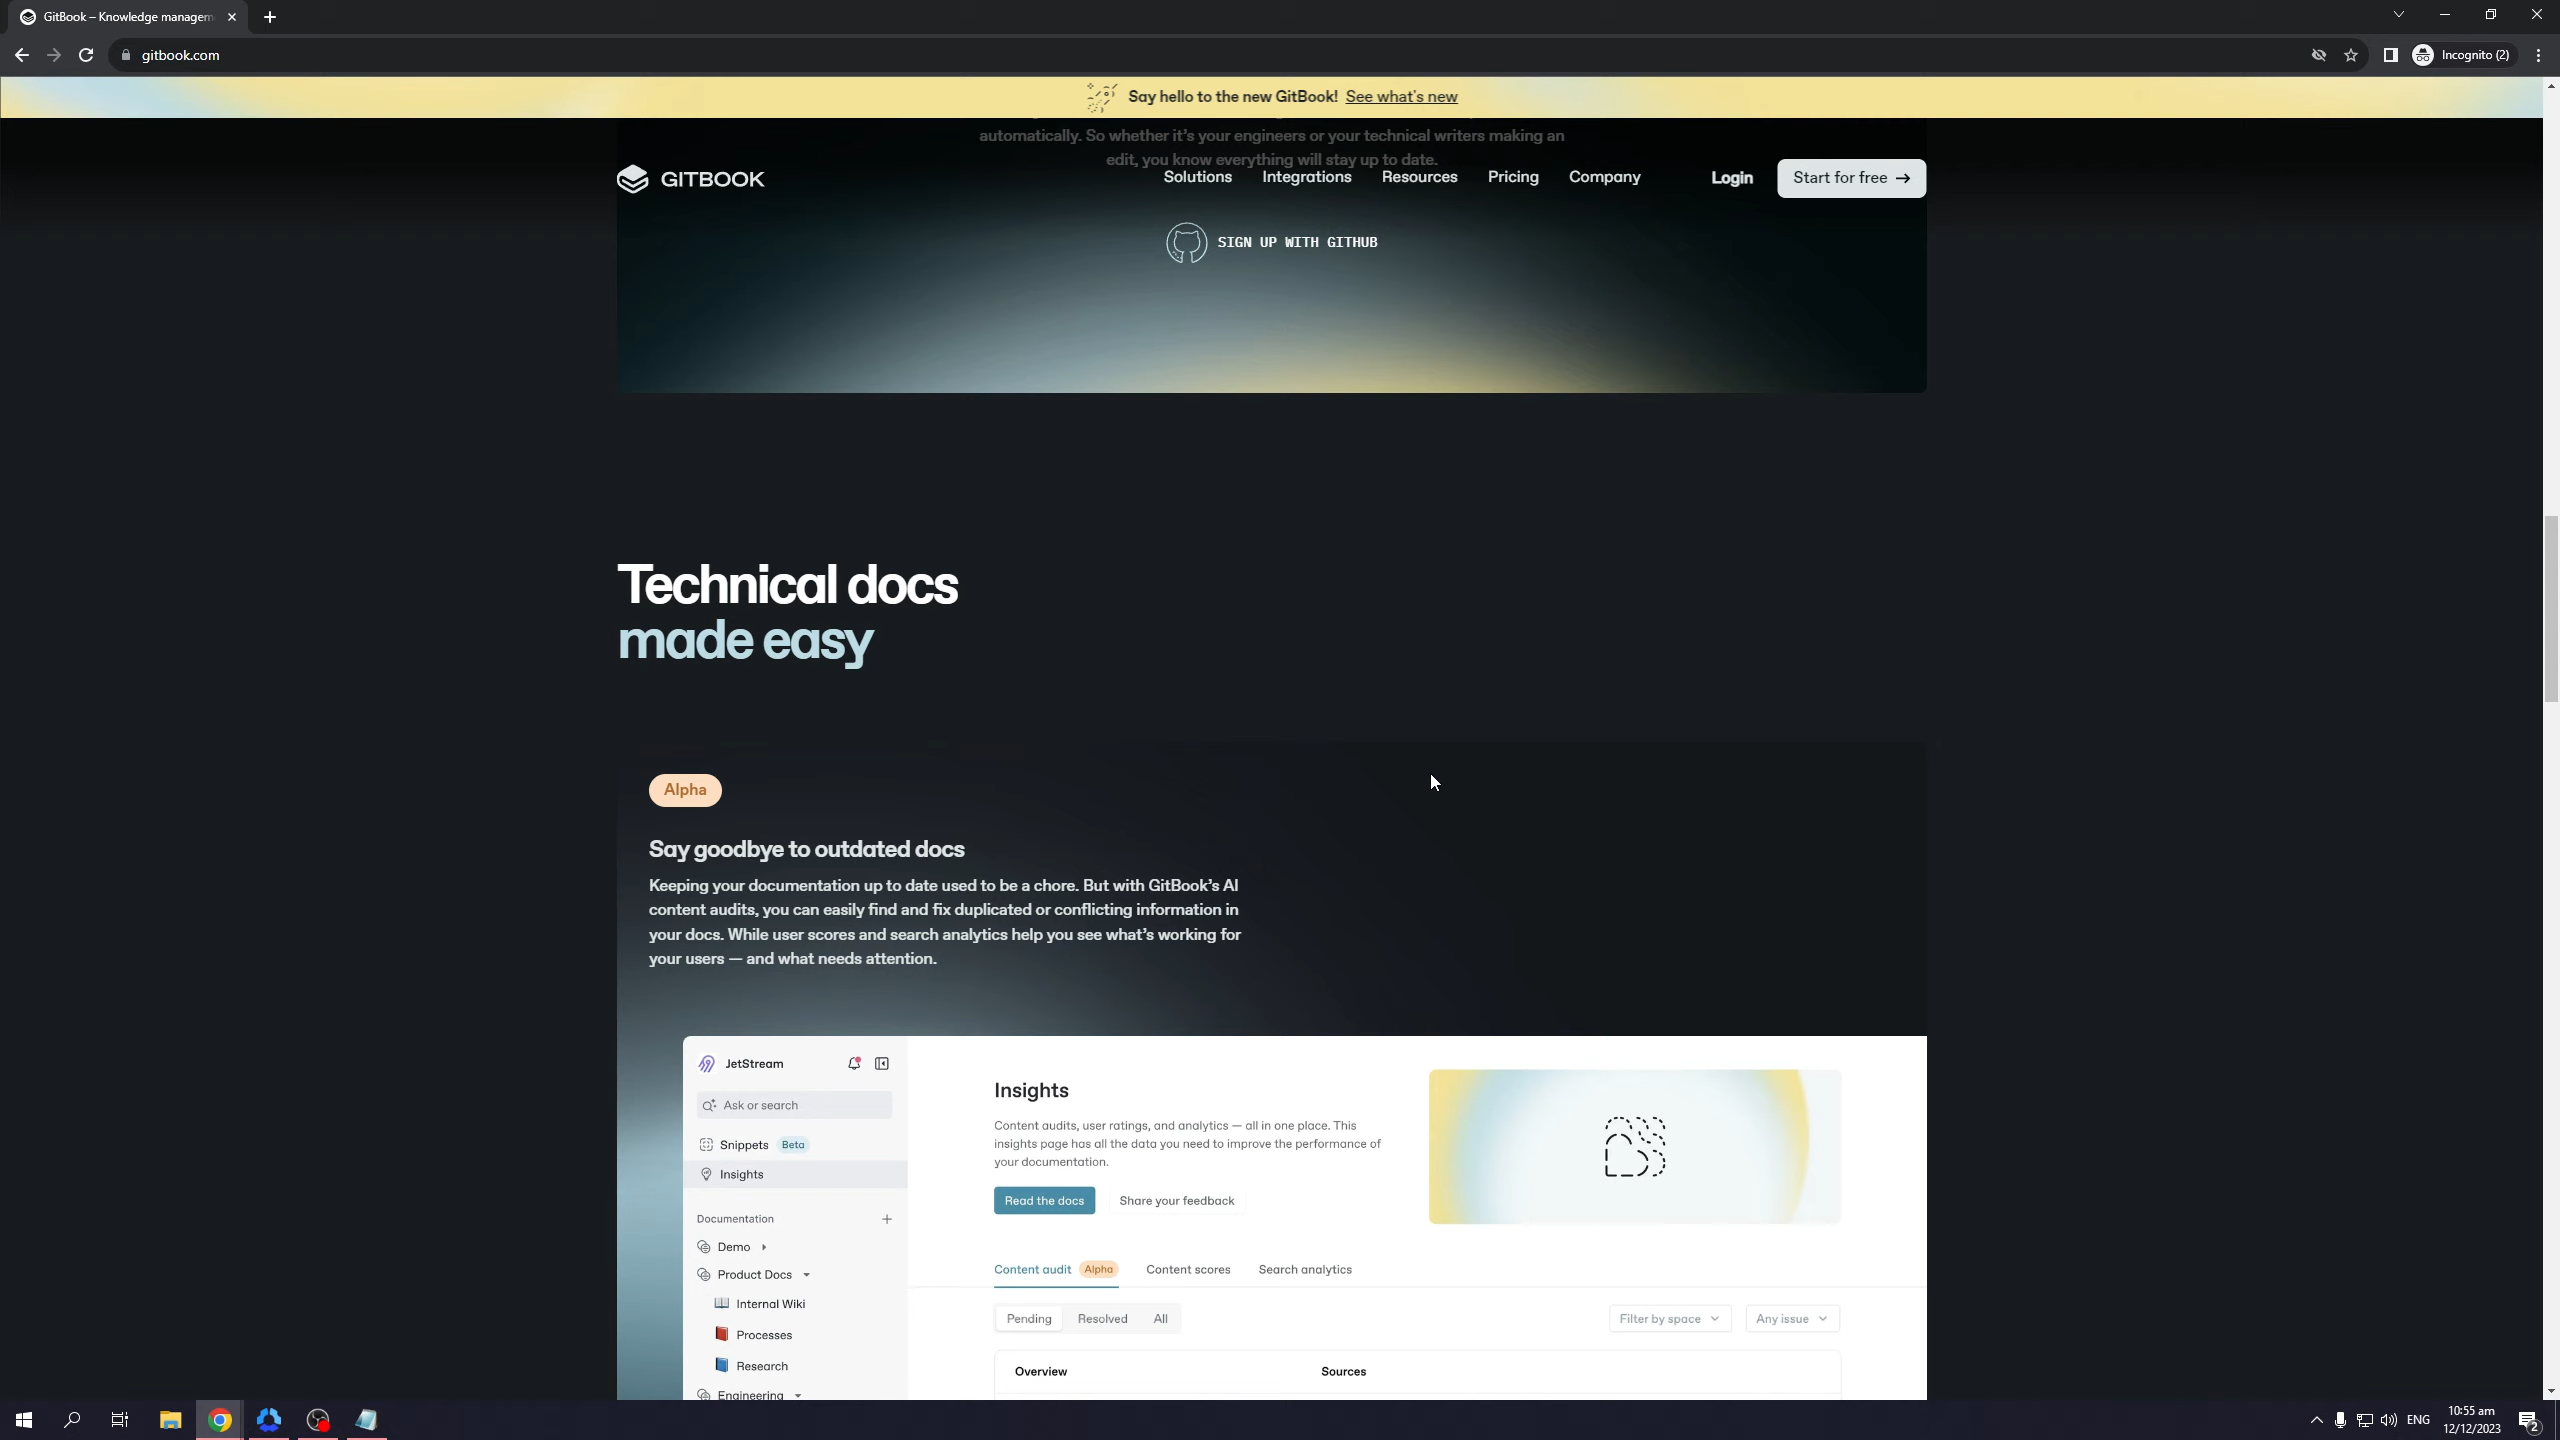 GitBook – Knowledge managem
gitbook.com
Incognito (2)
Say hello to the new GitBook! See what's new
automatically. So whether it's your engineers or your technical writers making an
edit, you know everything will stay up to date.
GITBOOK
Solutions
Integrations
Resources
Pricing
Company
Login
Start for free →
SIGN UP WITH GITHUB
Technical docs
made easy
Alpha
Say goodbye to outdated docs
Keeping your documentation up to date used to be a chore. But with GitBook's AI
content audits, you can easily find and fix duplicated or conflicting information in
your docs. While user scores and search analytics help you see what's working for
your users — and what needs attention.
JetStream
Ask or search
Snippets Beta
Insights
Documentation
Demo
Product Docs
Internal Wiki
Processes
Research
Engineering
Insights
Content audits, user ratings, and analytics — all in one place. This
insights page has all the data you need to improve the performance of
your documentation.
Read the docs
Share your feedback
Content audit Alpha
Content scores
Search analytics
Pending
Resolved
All
Filter by space
Any issue
Overview
Sources
ENG
10:55 am
12/12/2023
2